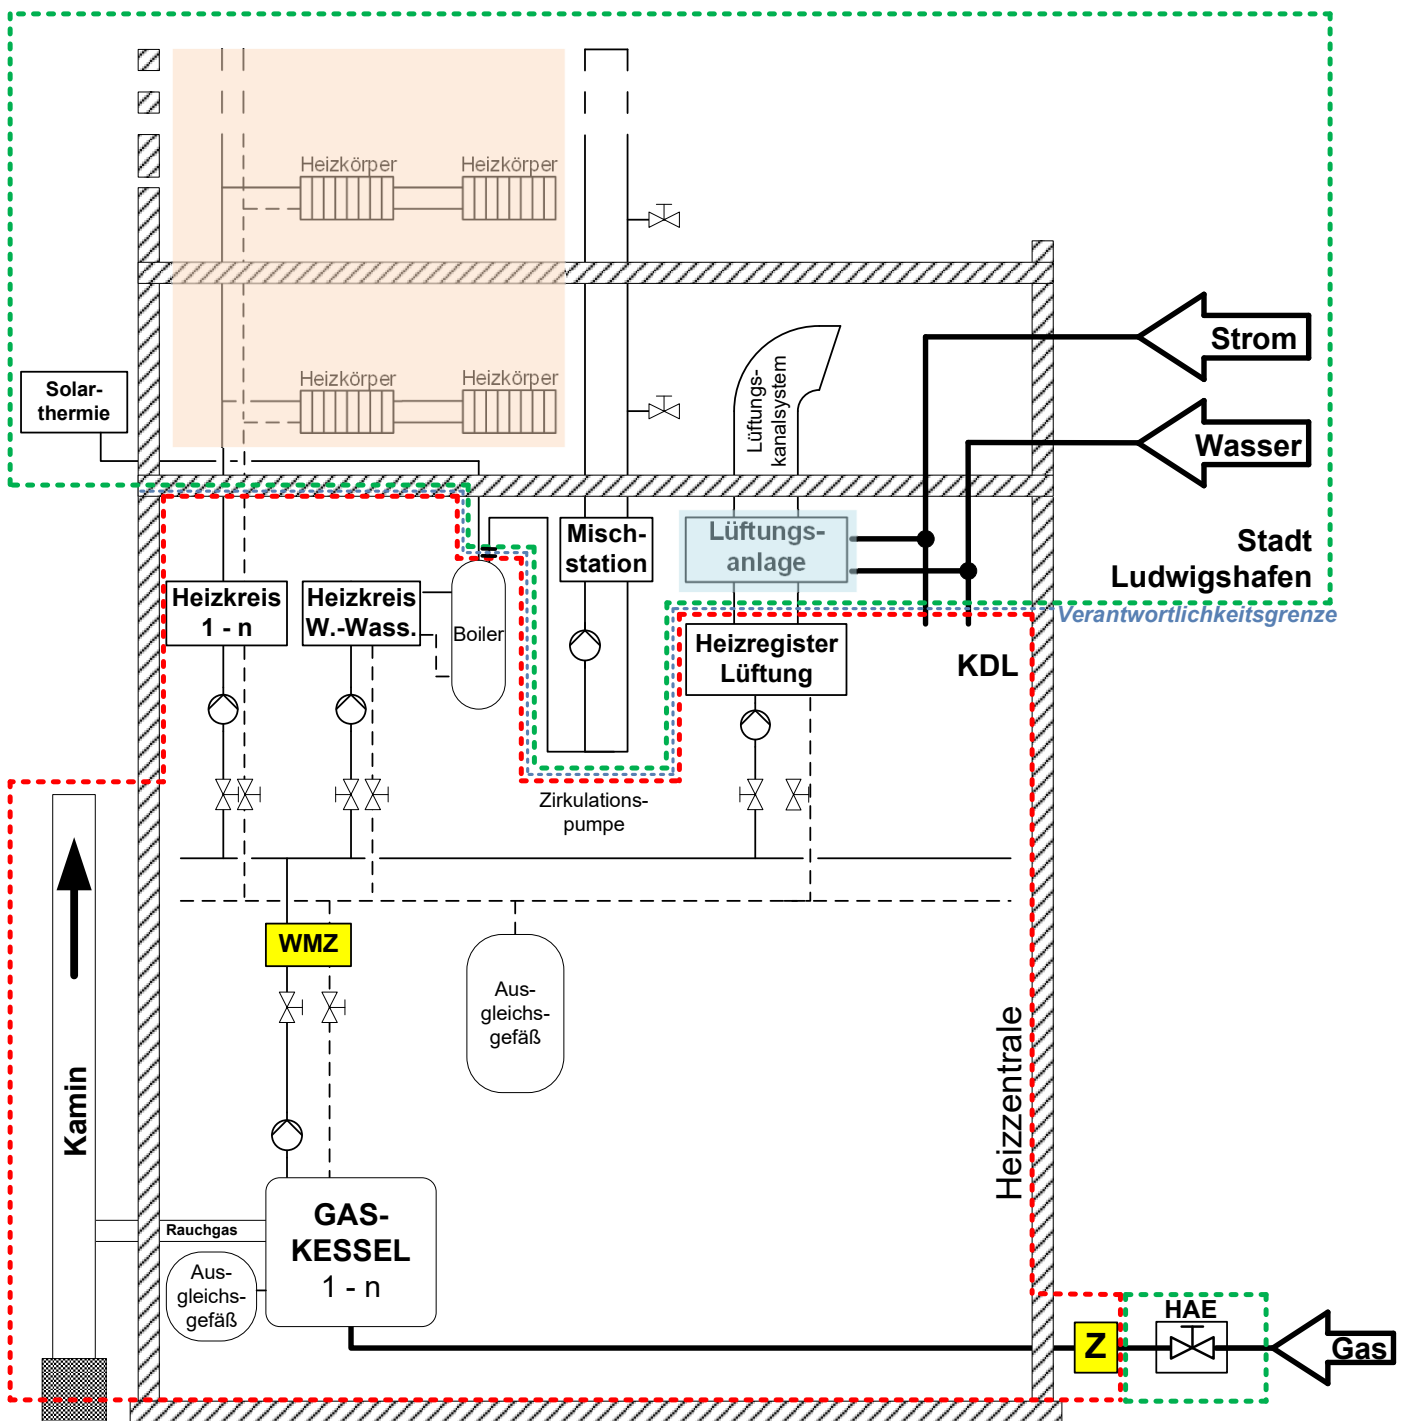 Heizkörper
Heizkörper
Strom
Heizkörper
Heizkörper
Solar-
thermie
Lüftungs-
kanalsystem
Wasser
Misch-
station
Lüftungs-
anlage
Stadt
Ludwigshafen
Verantwortlichkeitsgrenze
Heizkreis
1 - n
Heizkreis
W.-Wass.
Boiler
Heizregister
Lüftung
KDL
Zirkulations-
pumpe
WMZ
Aus-
gleichs-
gefäß
Kamin
Heizzentrale
Rauchgas
GAS-
KESSEL
1 - n
Aus-
gleichs-
gefäß
HAE
Z
Gas